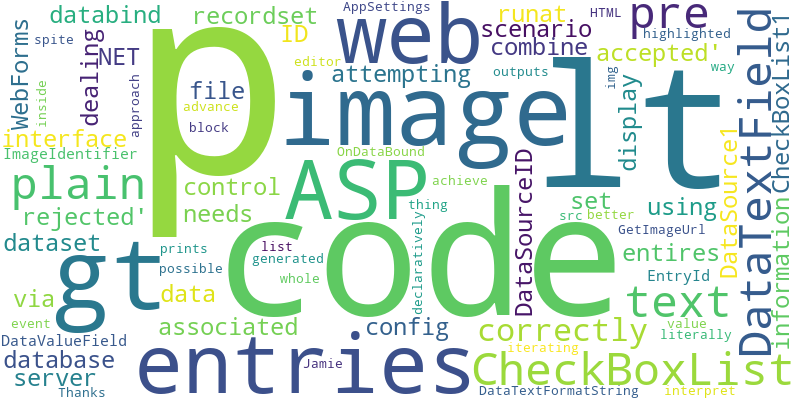 databind
recordset
AppSettings
web
runat
HTML
pre
spite
ID
scenario
highlighted
WebForms
dealing
NET
p
combine
accepted'
CheckBoxList1
inside
approach
file
attempting
editor
outputs
img
way
advance
image
lt
display
DataTextField
interface
block
ImageIdentifier
OnDataBound
plain
control
ASP
thing
achieve
DataSourceID
set
using
DataSource1
information
rejected'
needs
src
better
GetImageUrl
dataset
gt
prints
list
code
declaratively
entires
possible
generated
EntryId
via
data
whole
text
event
associated
config
correctly
value
literally
DataValueField
iterating
database
entries
Jamie
CheckBoxList
server
Thanks
DataTextFormatString
interpret